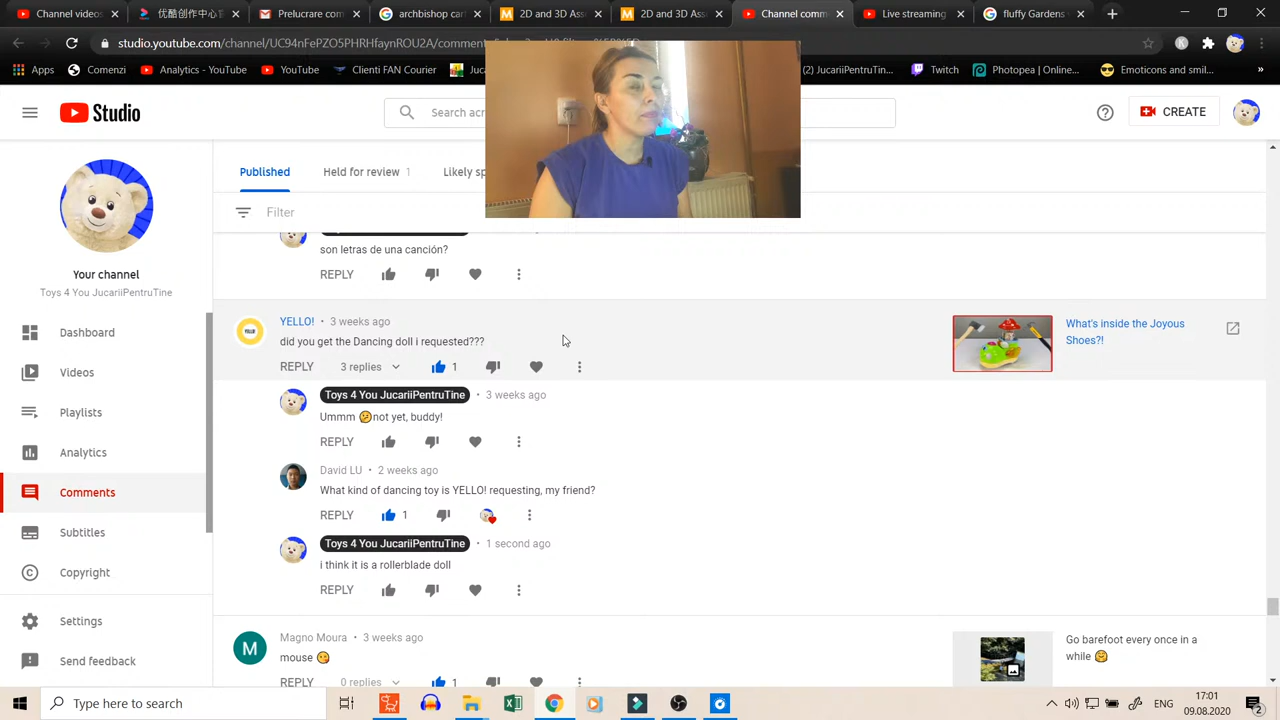 Channel dashboard - YouTube
优酷创作中心官
Prelucrare com
archbishop car
2D and 3D Ass
2D and 3D Asse
Channel comm
Live streaming
fluffy Gardens
studio.youtube.com/channel/UC94nFePZO5PHRHfaynROU2A/commen
Apps
Comenzi
Analytics - YouTube
YouTube
Clienti FAN Courier
Juca
(2) JucariiPentruTine...
Twitch
Photopea | Online...
Emoticons and smil...
»
Studio
Search acr
CREATE
Published
Held for review 1
Likely sp
Filter
Your channel
Toys 4 You JucariiPentruTine
Dashboard
Videos
Playlists
Analytics
Comments
Subtitles
Copyright
Settings
Send feedback
son letras de una canción?
REPLY
YELLO! • 3 weeks ago
did you get the Dancing doll i requested???
REPLY 3 replies 1
What's inside the Joyous
Shoes?!
Toys 4 You JucariiPentruTine • 3 weeks ago
Ummm 🤔not yet, buddy!
REPLY
David LU • 2 weeks ago
What kind of dancing toy is YELLO! requesting, my friend?
REPLY 1
Toys 4 You JucariiPentruTine • 1 second ago
i think it is a rollerblade doll
REPLY
M
Magno Moura • 3 weeks ago
mouse 😋
REPLY 0 replies 1
Go barefoot every once in a
while 🤗
Type here to search
ENG
17:01
09.08.2020
2